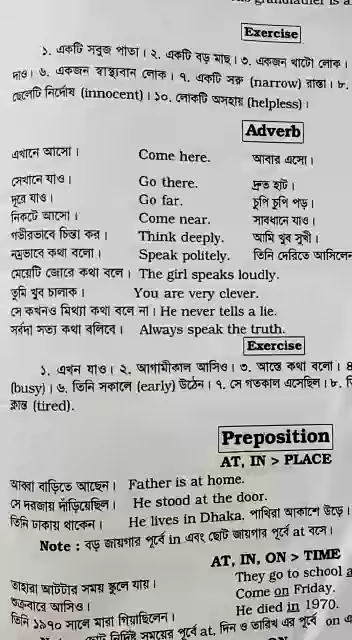 grandfather is a
Exercise
১. একটি সবুজ পাতা। ২. একটি বড় মাছ। ৩. একজন খাটো লোক।
দাও। ৬. একজন স্বাস্থ্যবান লোক। ৭. একটি সরু (narrow) রাস্তা। ৮.
ছেলেটি নির্দোষ (innocent)। ১০. লোকটি অসহায় (helpless)।
Adverb
এখানে আসো। Come here. আবার এসো।
সেখানে যাও। Go there. দ্রুত হাট।
দূরে যাও। Go far. চুপি চুপি পড়।
নিকটে আসো। Come near. সাবধানে যাও।
গভীরভাবে চিন্তা কর। Think deeply. আমি খুব সুখী।
নম্রভাবে কথা বলো। Speak politely. তিনি দেরিতে আসিলেন
মেয়েটি জোরে কথা বলে। The girl speaks loudly.
তুমি খুব চালাক। You are very clever.
সে কখনও মিথ্যা কথা বলে না। He never tells a lie.
সর্বদা সত্য কথা বলিবে। Always speak the truth.
Exercise
১. এখন যাও। ২. আগামীকাল আসিও। ৩. আস্তে কথা বলো। ৪
(busy)। ৬. তিনি সকালে (early) উঠেন। ৭. সে গতকাল এসেছিল। ৮.
ক্লান্ত (tired).
Preposition
AT, IN > PLACE
আব্বা বাড়িতে আছেন। Father is at home.
সে দরজায় দাঁড়িয়েছিল। He stood at the door.
তিনি ঢাকায় থাকেন। He lives in Dhaka. পাখিরা আকাশে উড়ে।
Note : বড় জায়গার পূর্বে in এবং ছোট জায়গার পূর্বে at বসে।
AT, IN, ON > TIME
তাহারা আটটার সময় স্কুলে যায়। They go to school a
শুক্রবারে আসিও। Come on Friday.
তিনি ১৯৭০ সালে মারা গিয়াছিলেন। He died in 1970.
নির্দিষ্ট সময়ের পূর্বে at, দিন ও তারিখ এর পূর্বে on এ